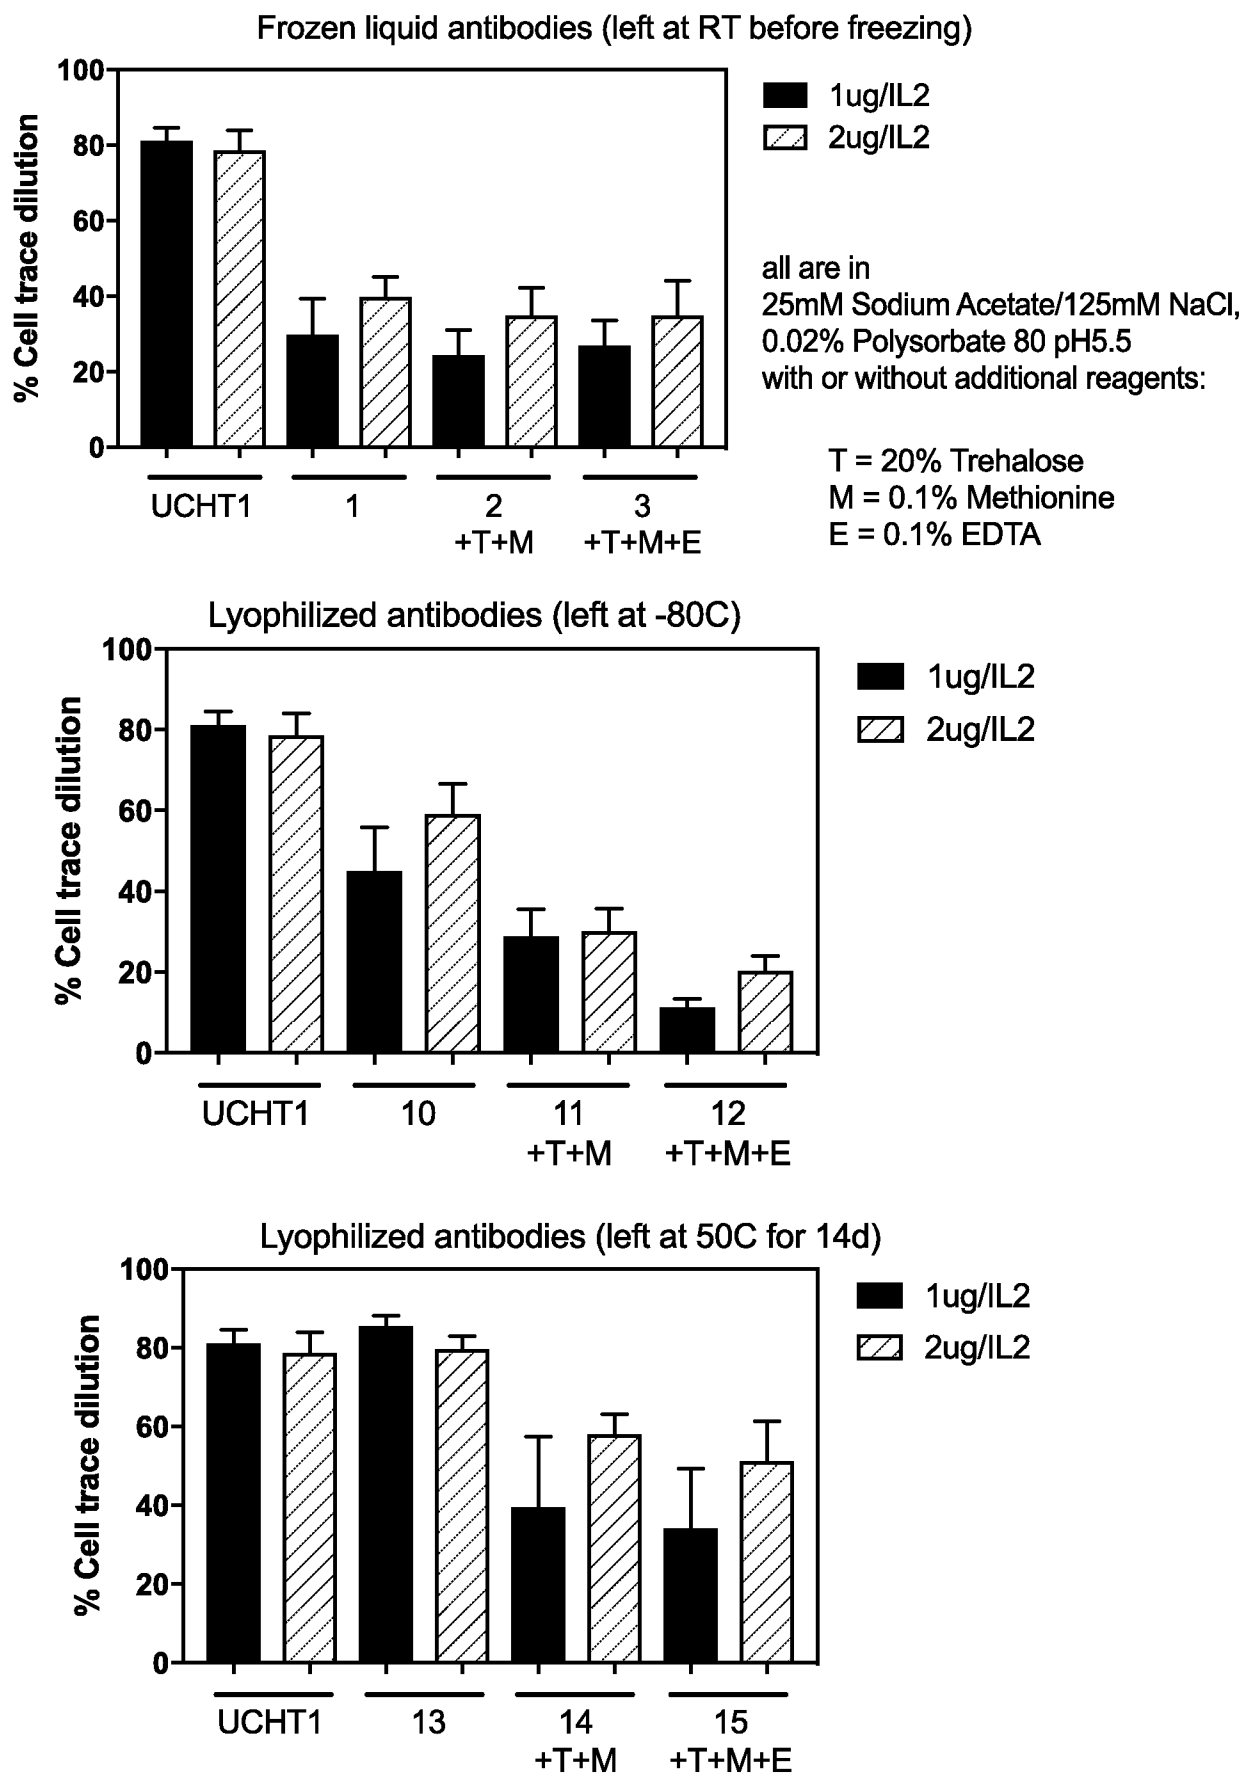 Frozen liquid antibodies (left at RT before freezing)
% Cell trace dilution
100
80
60
40
20
0
UCHT1
1
2
3
+T+M
+T+M+E
1ug/IL2
2ug/IL2
all are in
25mM Sodium Acetate/125mM NaCl,
0.02% Polysorbate 80 pH5.5
with or without additional reagents:
T = 20% Trehalose
M = 0.1% Methionine
E = 0.1% EDTA
Lyophilized antibodies (left at -80C)
% Cell trace dilution
100
80
60
40
20
0
UCHT1
10
11
12
+T+M
+T+M+E
1ug/IL2
2ug/IL2
Lyophilized antibodies (left at 50C for 14d)
% Cell trace dilution
100
80
60
40
20
0
UCHT1
13
14
15
+T+M
+T+M+E
1ug/IL2
2ug/IL2